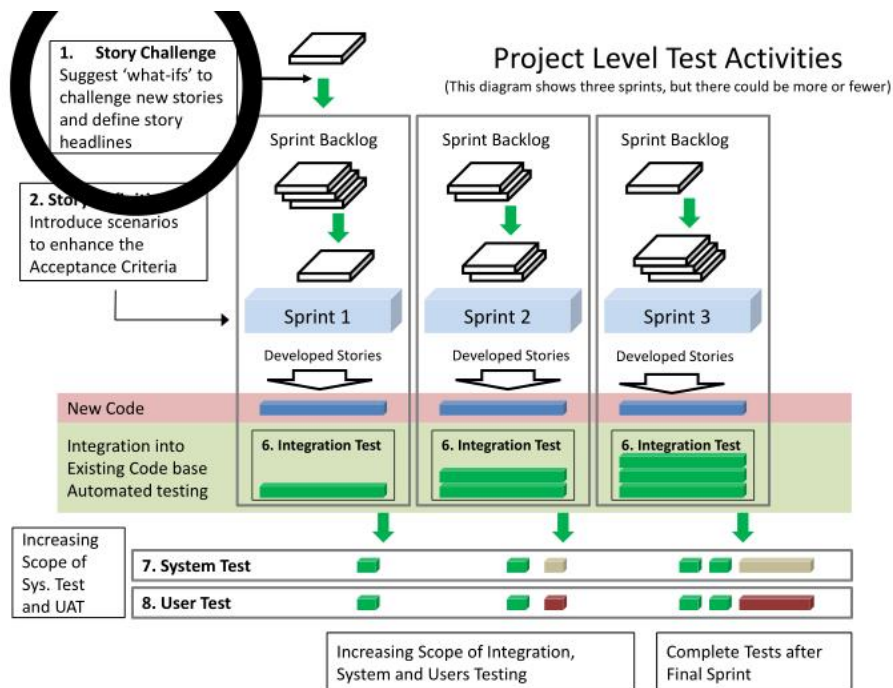 Project Level Test Activities
(This diagram shows three sprints, but there could be more or fewer)
1. Story Challenge
Suggest ‘what-ifs’ to
challenge new stories
and define story
headlines
2. Story
Introduce scenarios
to enhance the
Acceptance Criteria
Sprint Backlog
Sprint Backlog
Sprint Backlog
Sprint 1
Sprint 2
Sprint 3
Developed Stories
Developed Stories
Developed Stories
New Code
Integration into
Existing Code base
Automated testing
6. Integration Test
6. Integration Test
6. Integration Test
Increasing
Scope of
Sys. Test
and UAT
7. System Test
8. User Test
Increasing Scope of Integration,
System and Users Testing
Complete Tests after
Final Sprint